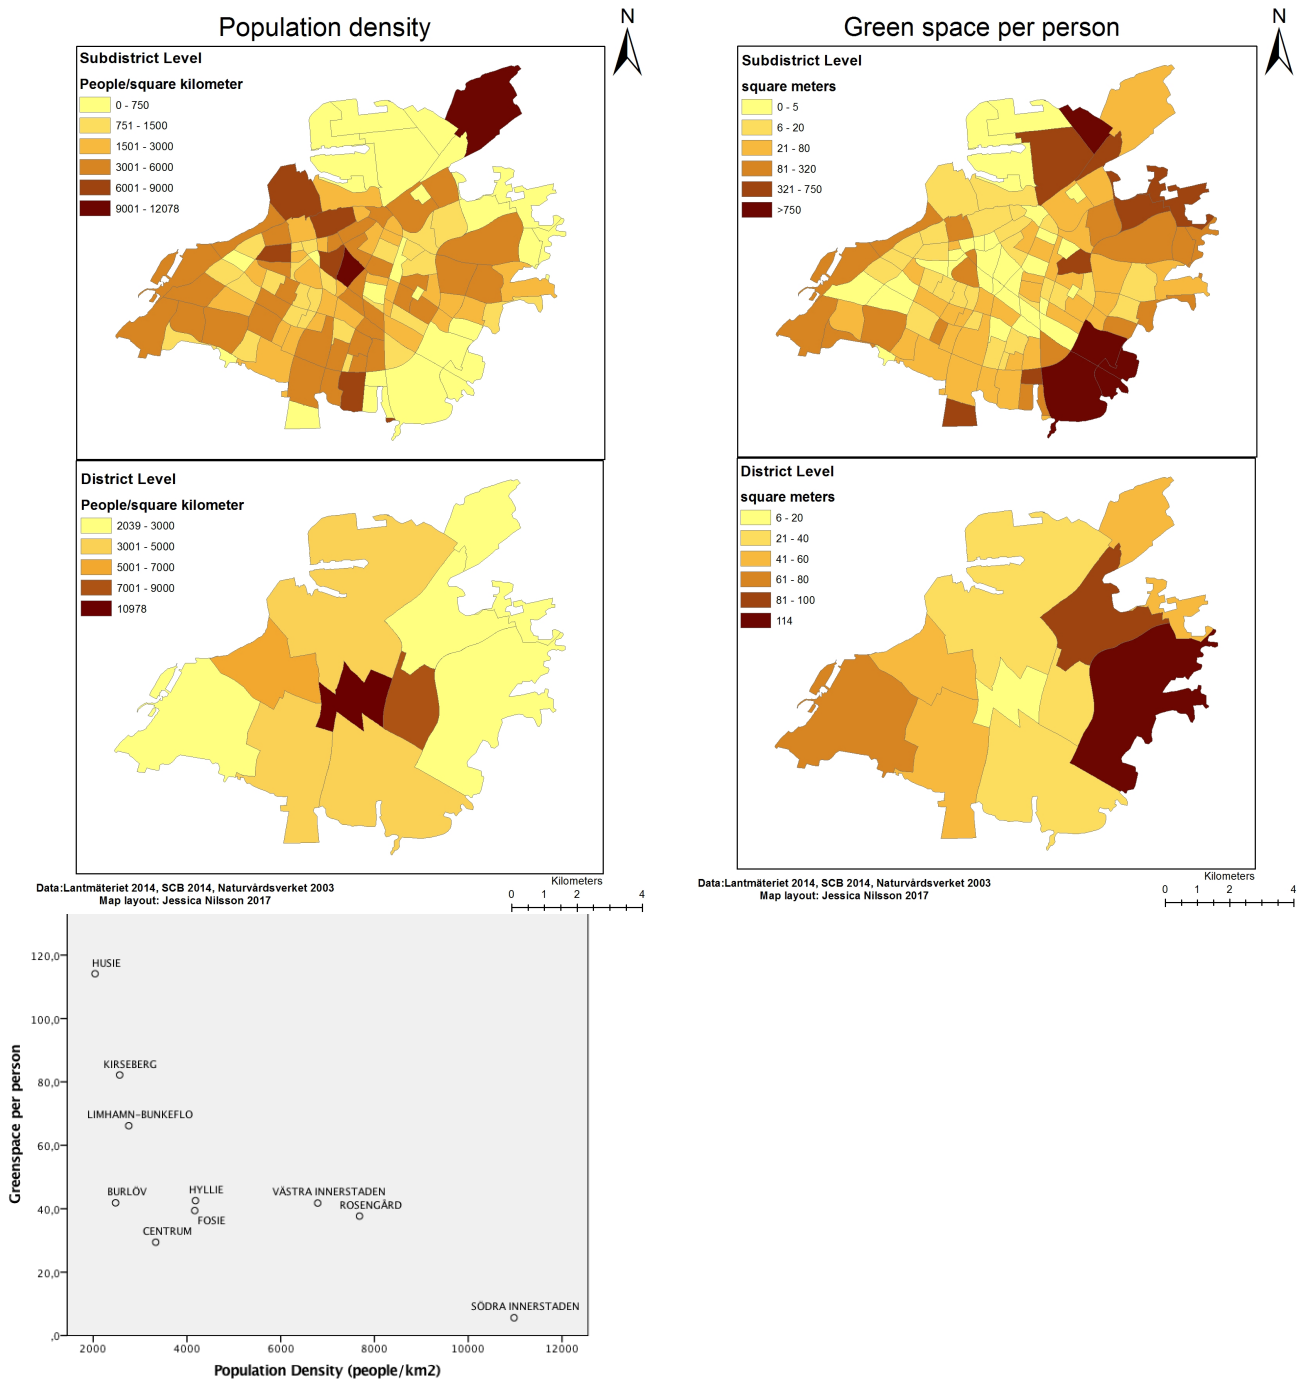 Population density
N
Subdistrict Level
People/square kilometer
0 - 750
751 - 1500
1501 - 3000
3001 - 6000
6001 - 9000
9001 - 12078
District Level
People/square kilometer
2039 - 3000
3001 - 5000
5001 - 7000
7001 - 9000
10978
Data:Lantmäteriet 2014, SCB 2014, Naturvårdsverket 2003
Map layout: Jessica Nilsson 2017
Kilometers
0 1 2 4
Green space per person
N
Subdistrict Level
square meters
0 - 5
6 - 20
21 - 80
81 - 320
321 - 750
>750
District Level
square meters
6 - 20
21 - 40
41 - 60
61 - 80
81 - 100
114
Data:Lantmäteriet 2014, SCB 2014, Naturvårdsverket 2003
Map layout: Jessica Nilsson 2017
Kilometers
0 1 2 4
Greenspace per person
120,0
100,0
80,0
60,0
40,0
20,0
,0
HUSIE
KIRSEBERG
LIMHAMN-BUNKEFLO
BURLÖV
HYLLIE
VÄSTRA INNERSTADEN
ROSENGÅRD
FOSIE
CENTRUM
SÖDRA INNERSTADEN
2000 4000 6000 8000 10000 12000
Population Density (people/km2)